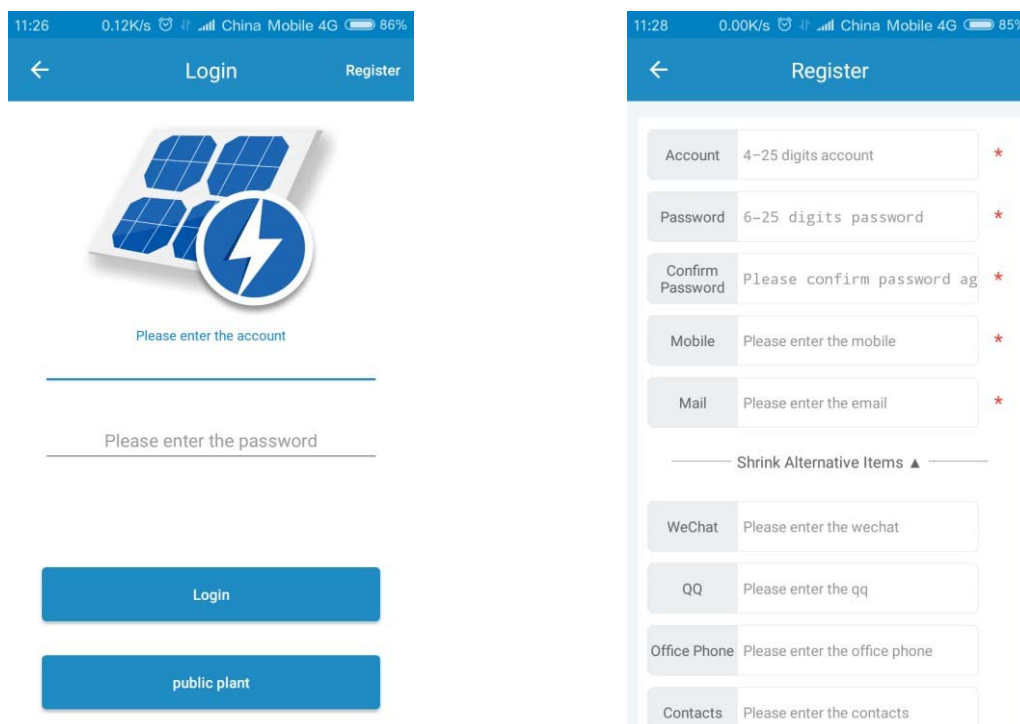 11:26 0.12K/s China Mobile 4G 86%
Login Register
Please enter the account
Please enter the password
Login
public plant
11:28 0.00K/s China Mobile 4G 85%
Register
Account 4-25 digits account *
Password 6-25 digits password *
Confirm
Password Please confirm password ag *
Mobile Please enter the mobile *
Mail Please enter the email *
Shrink Alternative Items ▲
WeChat Please enter the wechat
QQ Please enter the qq
Office Phone Please enter the office phone
Contacts Please enter the contacts